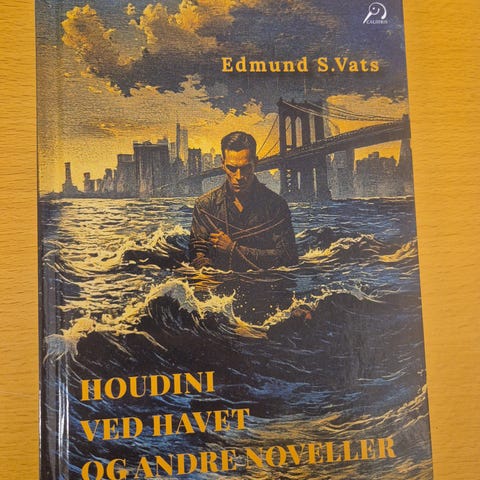 Edmund S.Vats
HOUDINI
VED HAVET
OG ANDRE NOVELLER